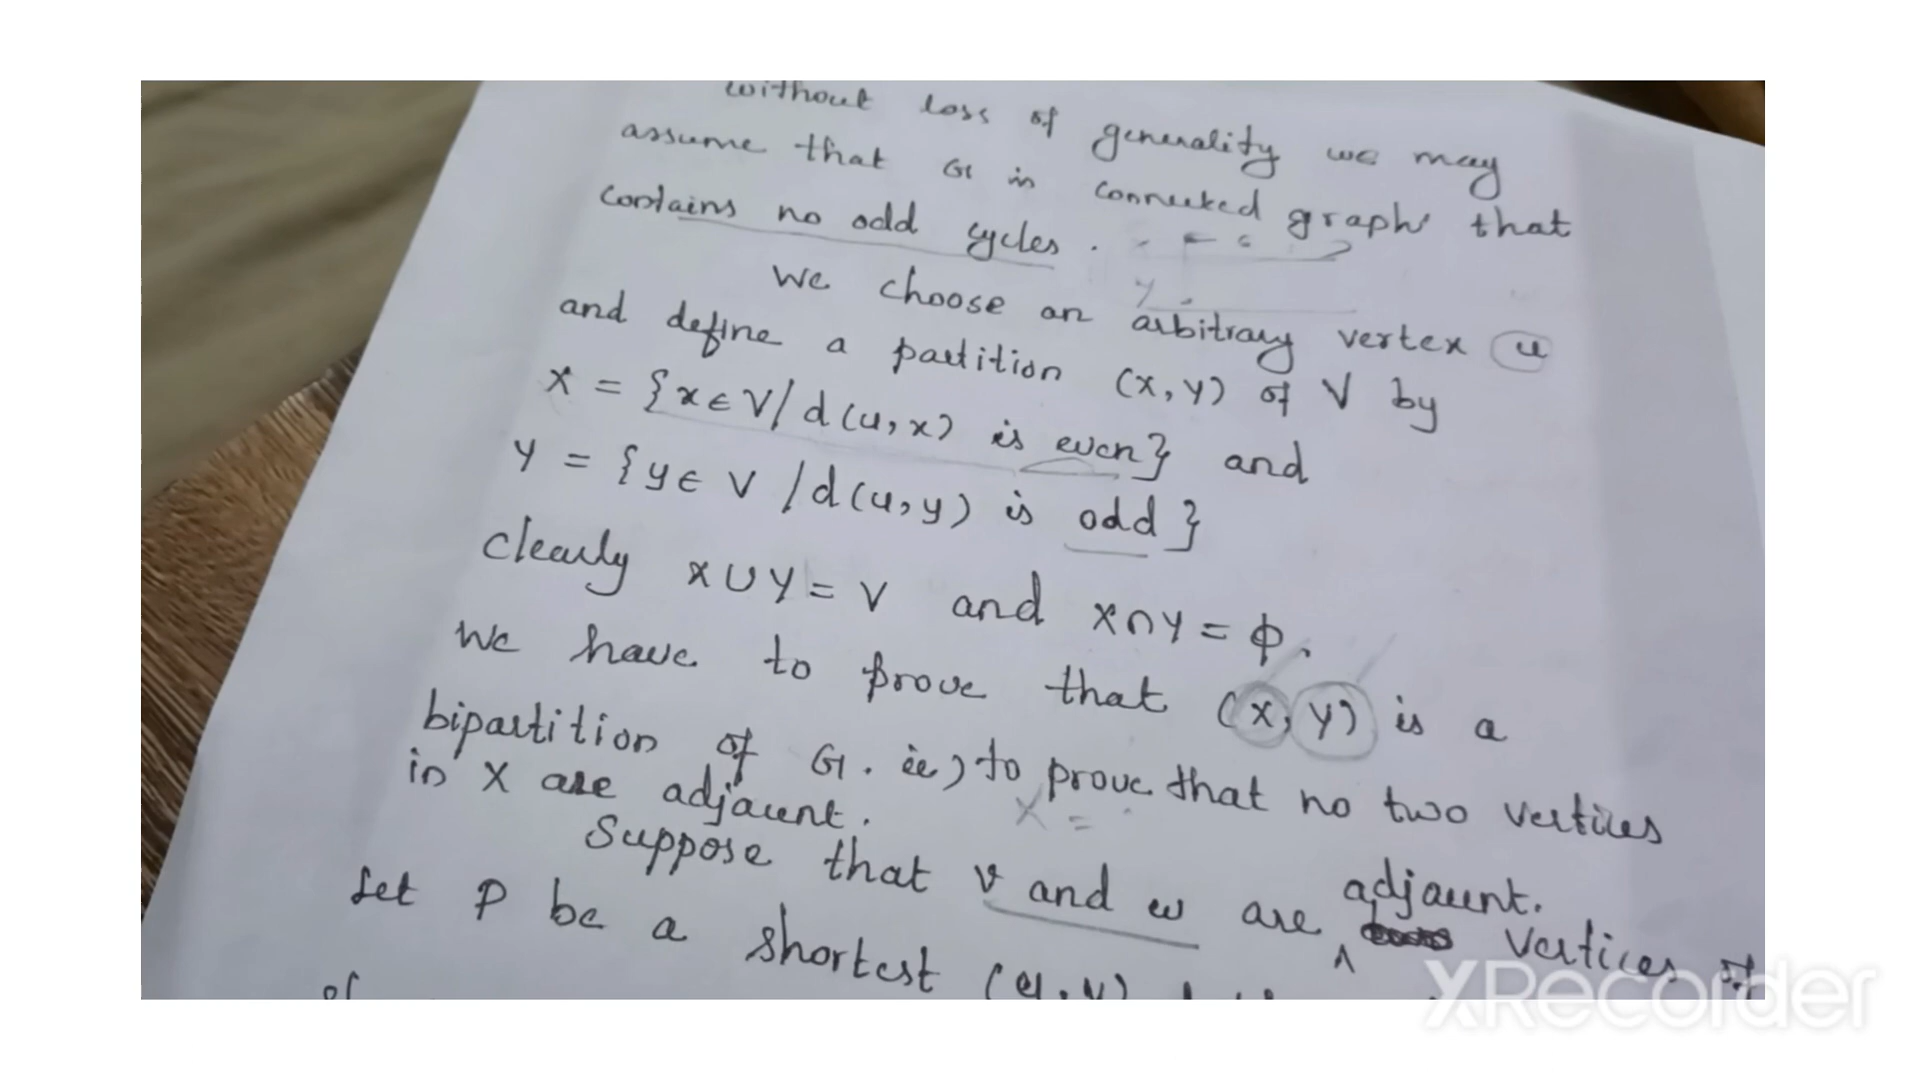 without loss of generality we may
assume that G is connected graph that
contains no odd cycles.
We choose an arbitrary vertex u
and define a partition (X, Y) of V by
X = {x ∈ V / d(u, x) is even} and
Y = {y ∈ V / d(u, y) is odd}
clearly X ∪ Y = V and X ∩ Y = ϕ.
We have to prove that (X, Y) is a
bipartition of G. ie) to prove that no two vertices
in X are adjacent.
X =
Suppose that v and w are ^ adjacent. vertices of
Let P be a shortest (u, v)
of
XRecorder